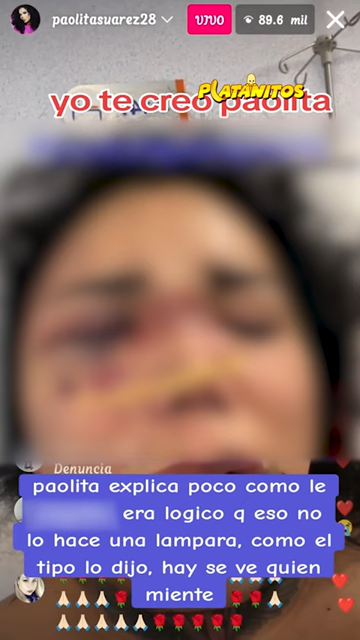 paolitasuarez28
VIVO
89.6 mil
PLATANITOS
yo te creo paolita
Denuncia
paolita explica poco como le
era logico q eso no
lo hace una lampara, como el
tipo lo dijo, hay se ve quien
miente